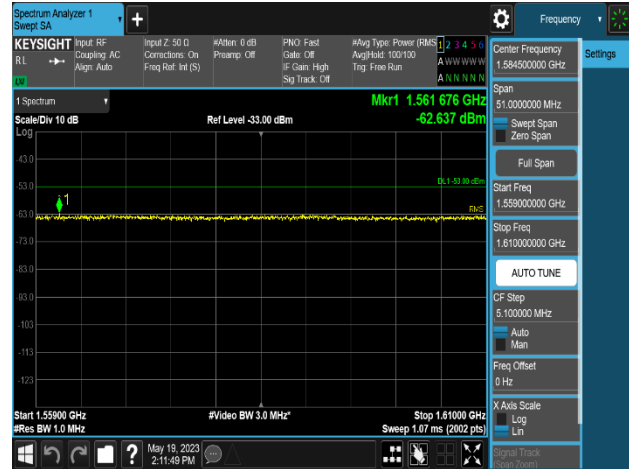 Spectrum Analyzer 1
Swept SA
Frequency
KEYSIGHT
Input: RF
Input Z: 50 Ω
#Atten: 0 dB
PNO: Fast
#Avg Type: Power (RMS
1 2 3 4 5 6
RL
Coupling: AC
Corrections: On
Preamp: Off
Gate: Off
Avg|Hold: 100/100
A W W W W W
Align: Auto
Freq Ref: Int (S)
IF Gain: High
Trig: Free Run
Sig Track: Off
A N N N N N
Center Frequency
1.584500000 GHz
Settings
1 Spectrum
Mkr1 1.561 676 GHz
Scale/Div 10 dB
Ref Level -33.00 dBm
-62.637 dBm
Log
-43.0
-53.0
-63.0
-73.0
-83.0
-93.0
-103
-113
-123
DL1 -53.00 dBm
1
RMS
Start 1.55900 GHz
#Video BW 3.0 MHz*
Stop 1.61000 GHz
#Res BW 1.0 MHz
Sweep 1.07 ms (2002 pts)
Span
51.0000000 MHz
Swept Span
Zero Span
Full Span
Start Freq
1.559000000 GHz
Stop Freq
1.610000000 GHz
AUTO TUNE
CF Step
5.100000 MHz
Auto
Man
Freq Offset
0 Hz
X Axis Scale
Log
Lin
Signal Track
(Span Zoom)
?
May 19, 2023
2:11:49 PM